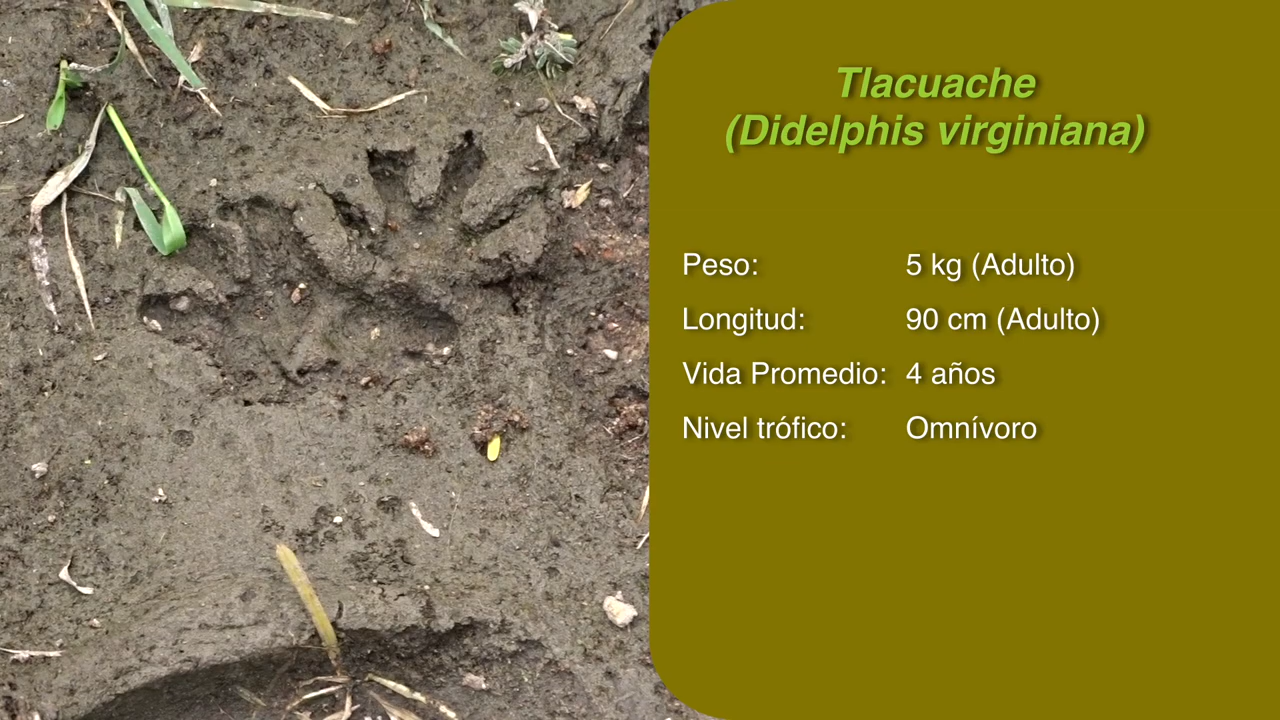 Tlacuache
(Didelphis virginiana)
Peso: 5 kg (Adulto)
Longitud: 90 cm (Adulto)
Vida Promedio: 4 años
Nivel trófico: Omnívoro